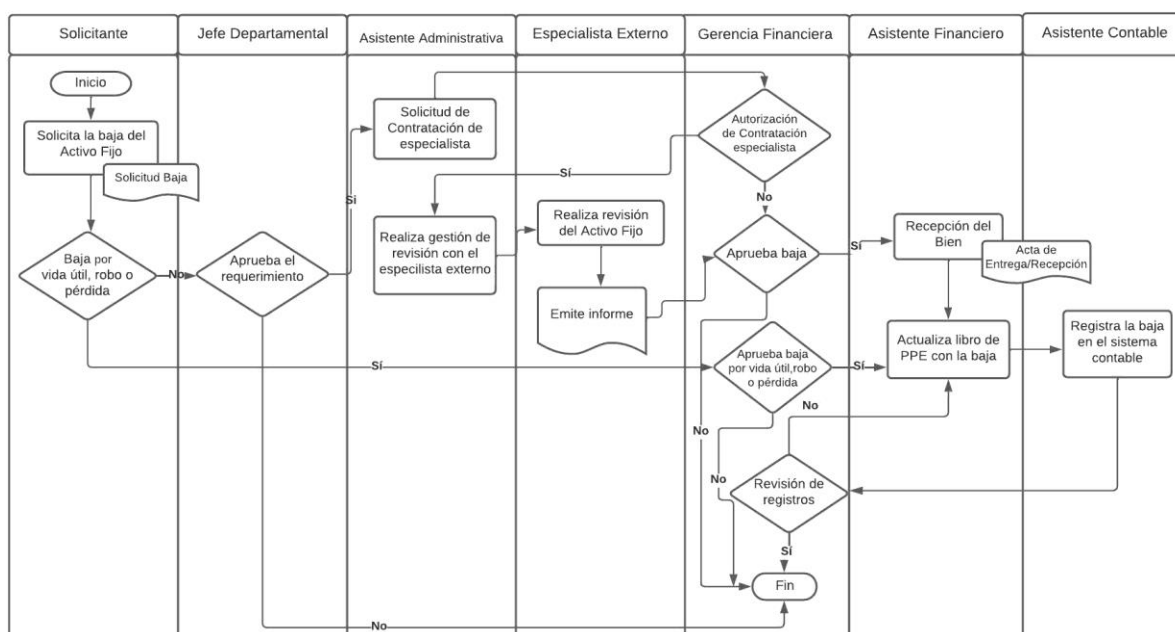 Solicitante
Jefe Departamental
Asistente Administrativa
Especialista Externo
Gerencia Financiera
Asistente Financiero
Asistente Contable
Inicio
Solicita la baja del
Activo Fijo
Solicitud Baja
Baja por
vida útil, robo o
pérdida
No
Aprueba el
requerimiento
Si
Solicitud de
Contratación de
especialista
Autorización
de Contratación
especialista
Sí
No
Realiza gestión de
revisión con el
especilista externo
Realiza revisión
del Activo Fijo
Emite informe
Aprueba baja
Sí
No
Recepción del
Bien
Acta de
Entrega/Recepción
Sí
Aprueba baja
por vida útil,robo
o pérdida
Sí
No
Actualiza libro de
PPE con la baja
Registra la baja
en el sistema
contable
No
Revisión de
registros
Sí
Fin
No